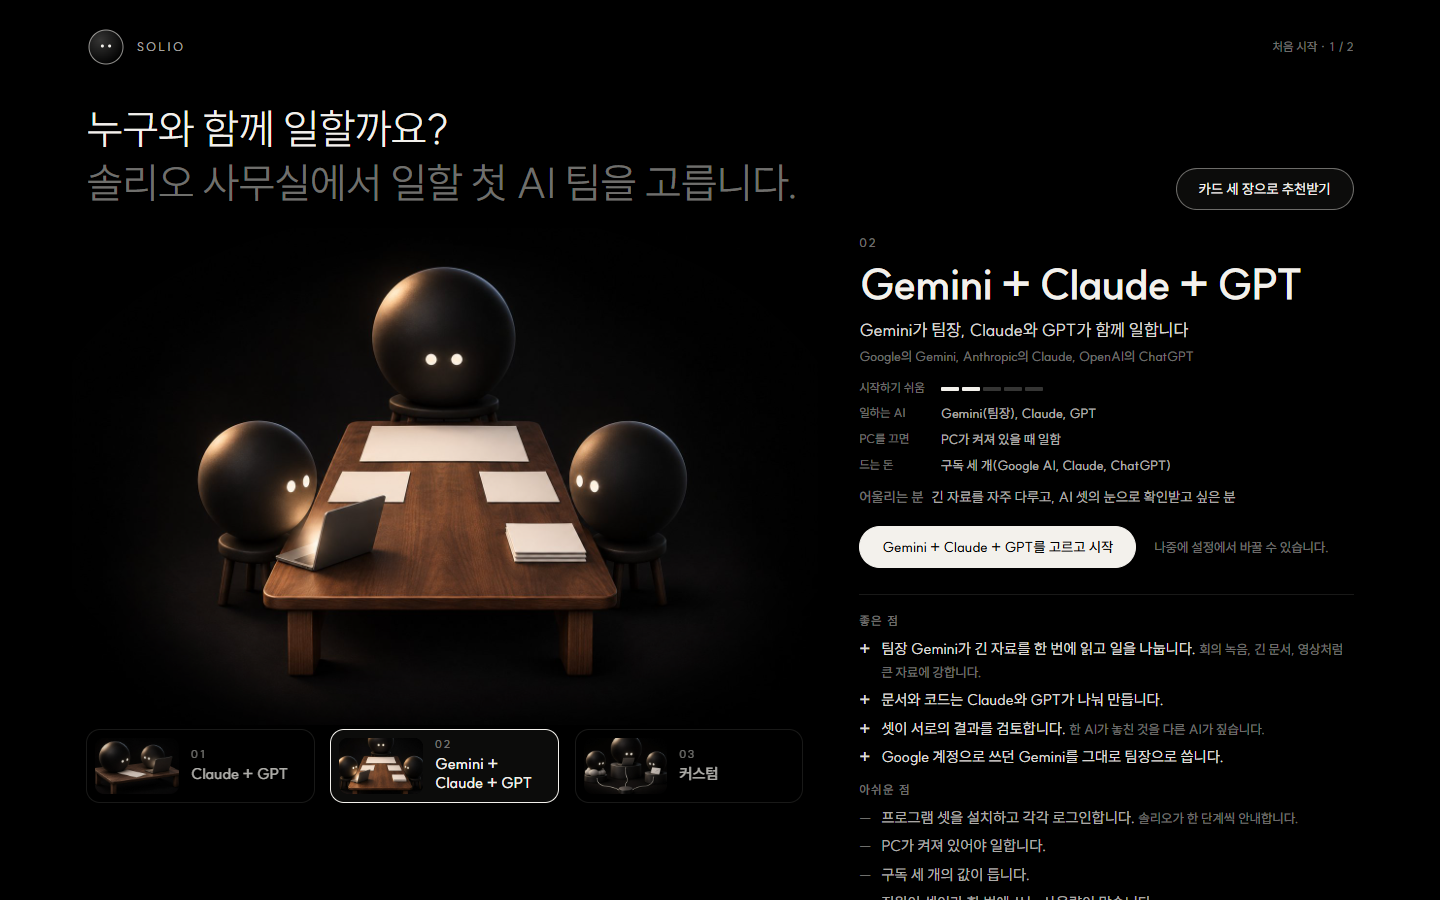 SOLIO
처음 시작 · 1 / 2
누구와 함께 일할까요?
솔리오 사무실에서 일할 첫 AI 팀을 고릅니다.
카드 세 장으로 추천받기
02
Gemini + Claude + GPT
Gemini가 팀장, Claude와 GPT가 함께 일합니다
Google의 Gemini, Anthropic의 Claude, OpenAI의 ChatGPT
시작하기 쉬움
일하는 AI Gemini(팀장), Claude, GPT
PC를 끄면 PC가 켜져 있을 때 일함
드는 돈 구독 세 개(Google AI, Claude, ChatGPT)
어울리는 분 긴 자료를 자주 다루고, AI 셋의 눈으로 확인받고 싶은 분
Gemini + Claude + GPT를 고르고 시작
나중에 설정에서 바꿀 수 있습니다.
좋은 점
+ 팀장 Gemini가 긴 자료를 한 번에 읽고 일을 나눕니다. 회의 녹음, 긴 문서, 영상처럼
큰 자료에 강합니다.
+ 문서와 코드는 Claude와 GPT가 나눠 만듭니다.
+ 셋이 서로의 결과를 검토합니다. 한 AI가 놓친 것을 다른 AI가 짚습니다.
+ Google 계정으로 쓰던 Gemini를 그대로 팀장으로 씁니다.
아쉬운 점
— 프로그램 셋을 설치하고 각각 로그인합니다. 솔리오가 한 단계씩 안내합니다.
— PC가 켜져 있어야 일합니다.
— 구독 세 개의 값이 듭니다.
01
Claude + GPT
02
Gemini +
Claude + GPT
03
커스텀